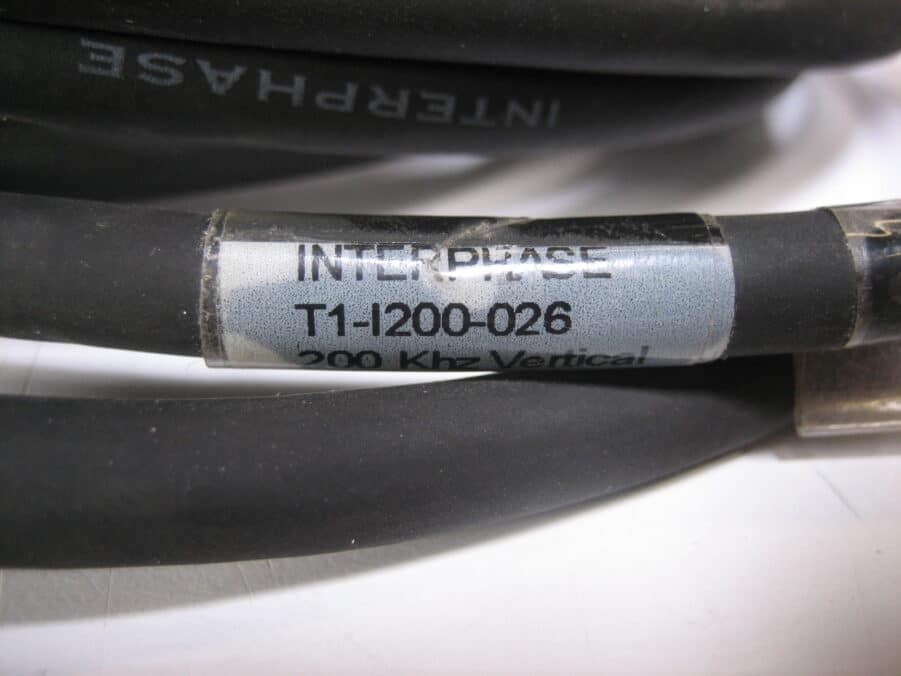 INTERPHASE
INTERPHASE
T1-I200-026
200 Khz Vertical